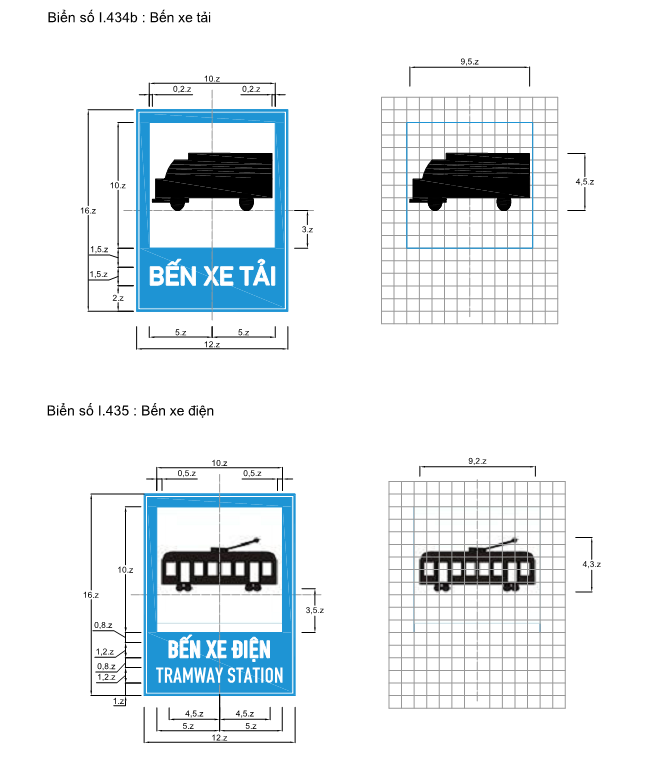 Biển số I.434b : Bến xe tải
10.z
9,5.z
0,2.z
0,2.z
10.z
4,5.z
16.z
3.z
1,5.z
1,5.z
BẾN XE TẢI
2.z
5.z
5.z
12.z
Biển số I.435 : Bến xe điện
10.z
9,2.z
0,5.z
0,5.z
10.z
4,3.z
16.z
3,5.z
0,8.z
BẾN XE ĐIỆN
1,2.z
0,8.z
TRAMWAY STATION
1,2.z
1.z
4,5.z
4,5.z
5.z
5.z
12.z